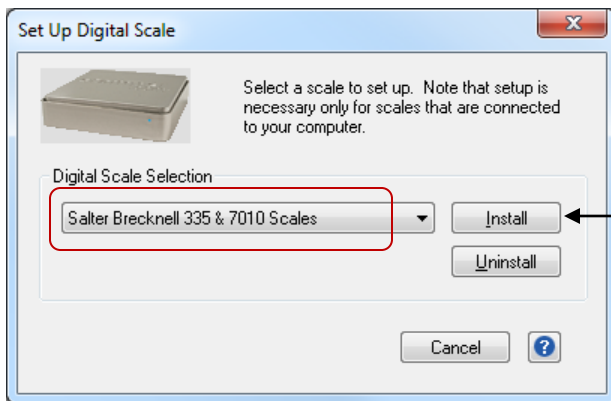 Set Up Digital Scale
Select a scale to set up.  Note that setup is
necessary only for scales that are connected
to your computer.
Digital Scale Selection
Salter Brecknell 335 & 7010 Scales
Install
Uninstall
Cancel
?